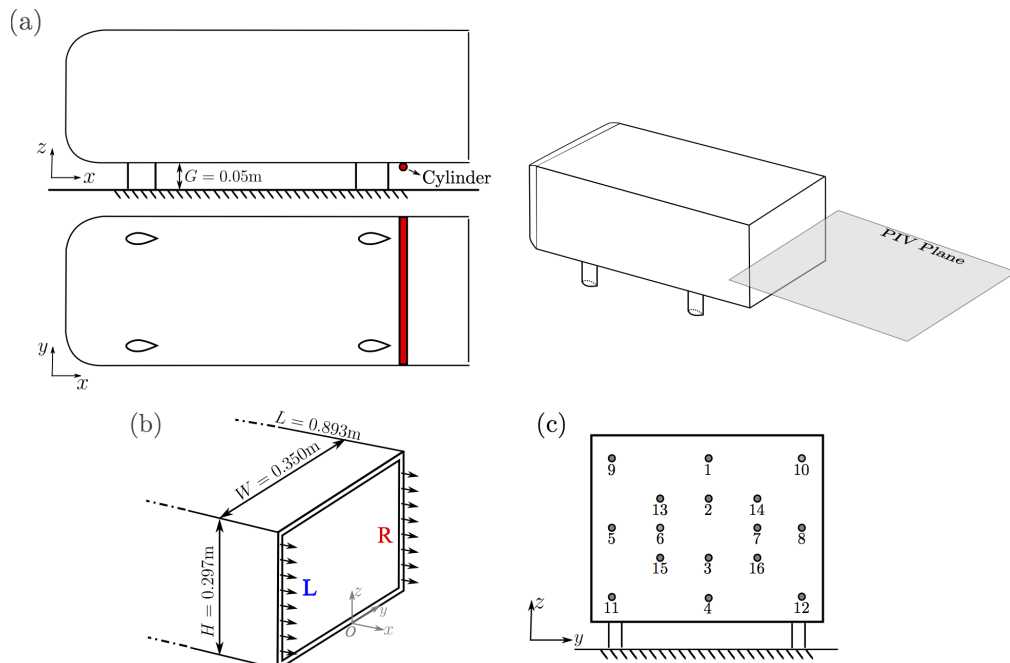 (a)
z
x
G = 0.05m
Cylinder
y
x
PIV Plane
(b)
L = 0.893m
W = 0.350m
H = 0.297m
R
L
z
y
O
x
(c)
9 1 10
13 2 14
5 6 7 8
15 3 16
11 4 12
z
y